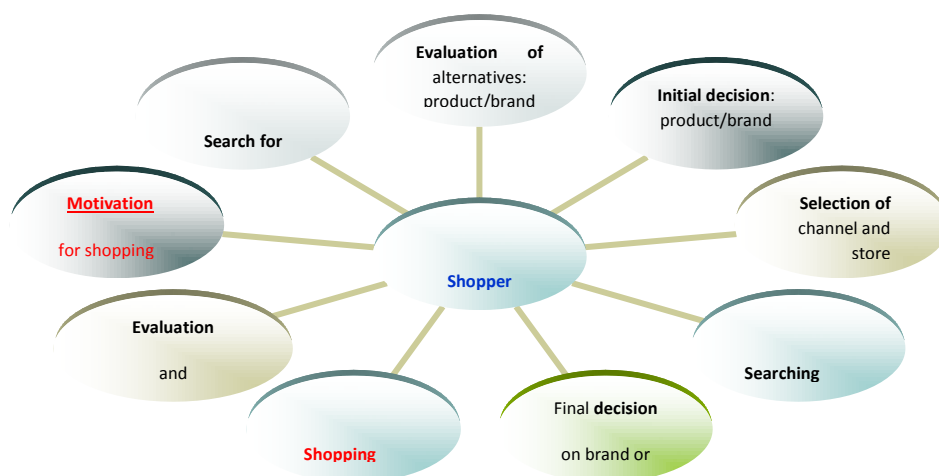 Evaluation of
alternatives:
product/brand
Initial decision:
product/brand
Search for
Motivation
for shopping
Selection of
channel and
store
Shopper
Evaluation
and
Searching
Shopping
Final decision
on brand or